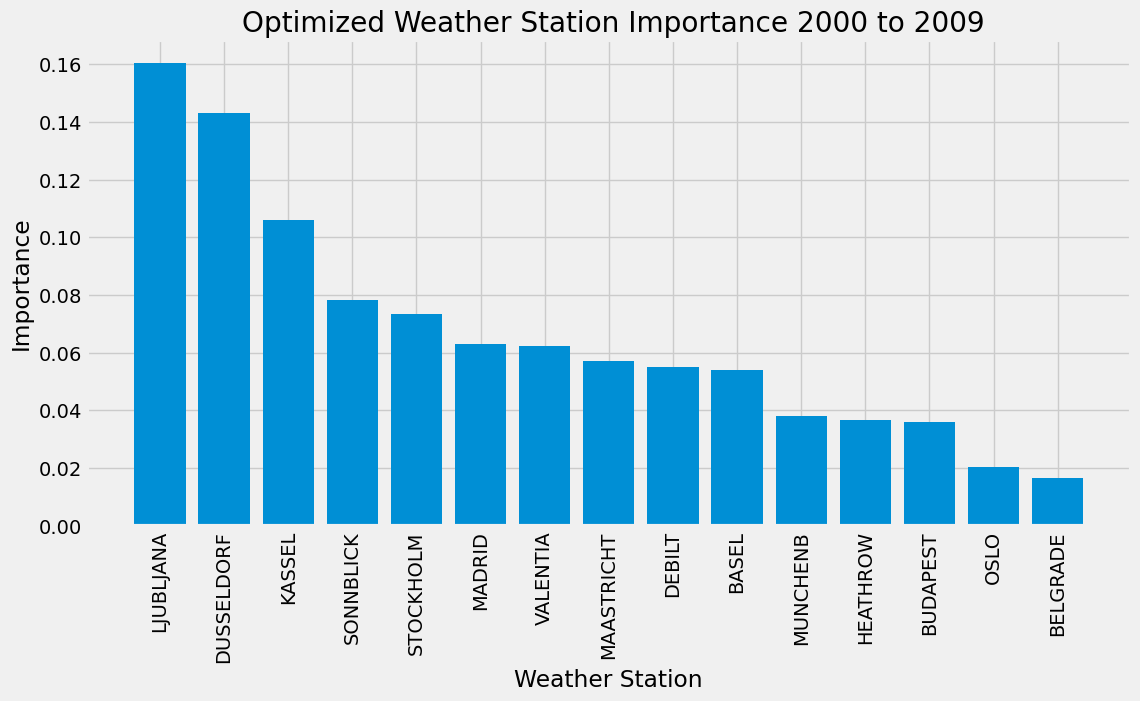 Optimized Weather Station Importance 2000 to 2009
Importance
0.16
0.14
0.12
0.10
0.08
0.06
0.04
0.02
0.00
LJUBLJANA
DUSSELDORF
KASSEL
SONNBLICK
STOCKHOLM
MADRID
VALENTIA
MAASTRICHT
DEBILT
BASEL
MUNCHENB
HEATHROW
BUDAPEST
OSLO
BELGRADE
Weather Station